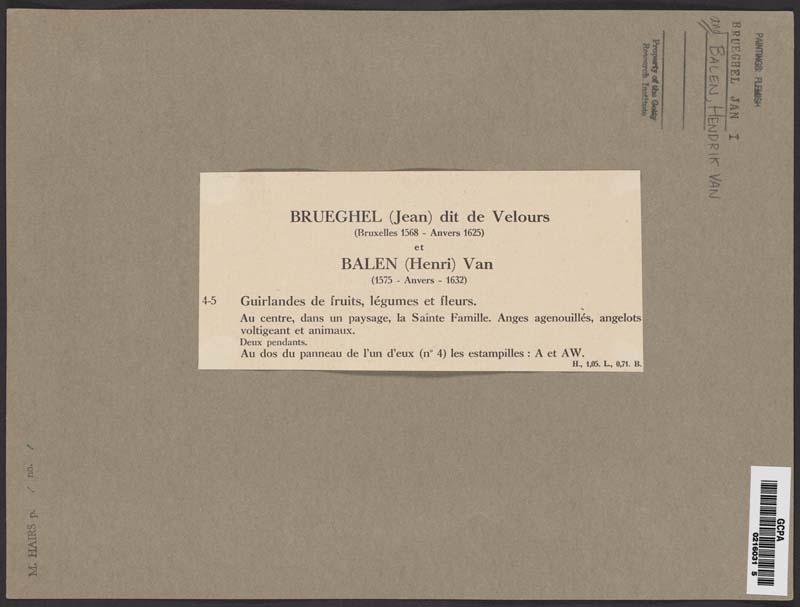 PAINTINGS: FLEMISH
BRUEGHEL JAN I
and BALEN, HENDRIK VAN
Property of the Getty
Research Institute
BRUEGHEL (Jean) dit de Velours
(Bruxelles 1568 - Anvers 1625)
et
BALEN (Henri) Van
(1575 - Anvers - 1632)
4-5 Guirlandes de fruits, légumes et fleurs.
Au centre, dans un paysage, la Sainte Famille. Anges agenouillés, angelots
voltigeant et animaux.
Deux pendants.
Au dos du panneau de l'un d'eux (n° 4) les estampilles : A et AW.
H., 1,05. L., 0,71. B.
M. HAIRS p. / no. /
GCPA
0216031 5